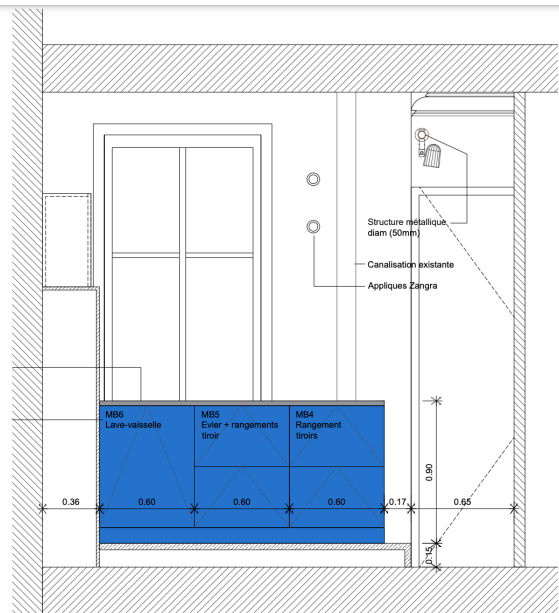 Structure métallique
diam (50mm)
Canalisation existante
Appliques Zangra
MB6
Lave-vaisselle
MB5
Evier + rangements
tiroir
MB4
Rangement
tiroirs
0.90
0.36
0.60
0.60
0.60
0.17
0.65
0.15